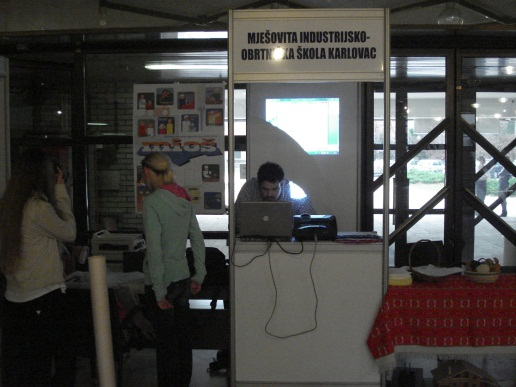 MJEŠOVITA INDUSTRIJSKO-
OBRTNIČKA ŠKOLA KARLOVAC